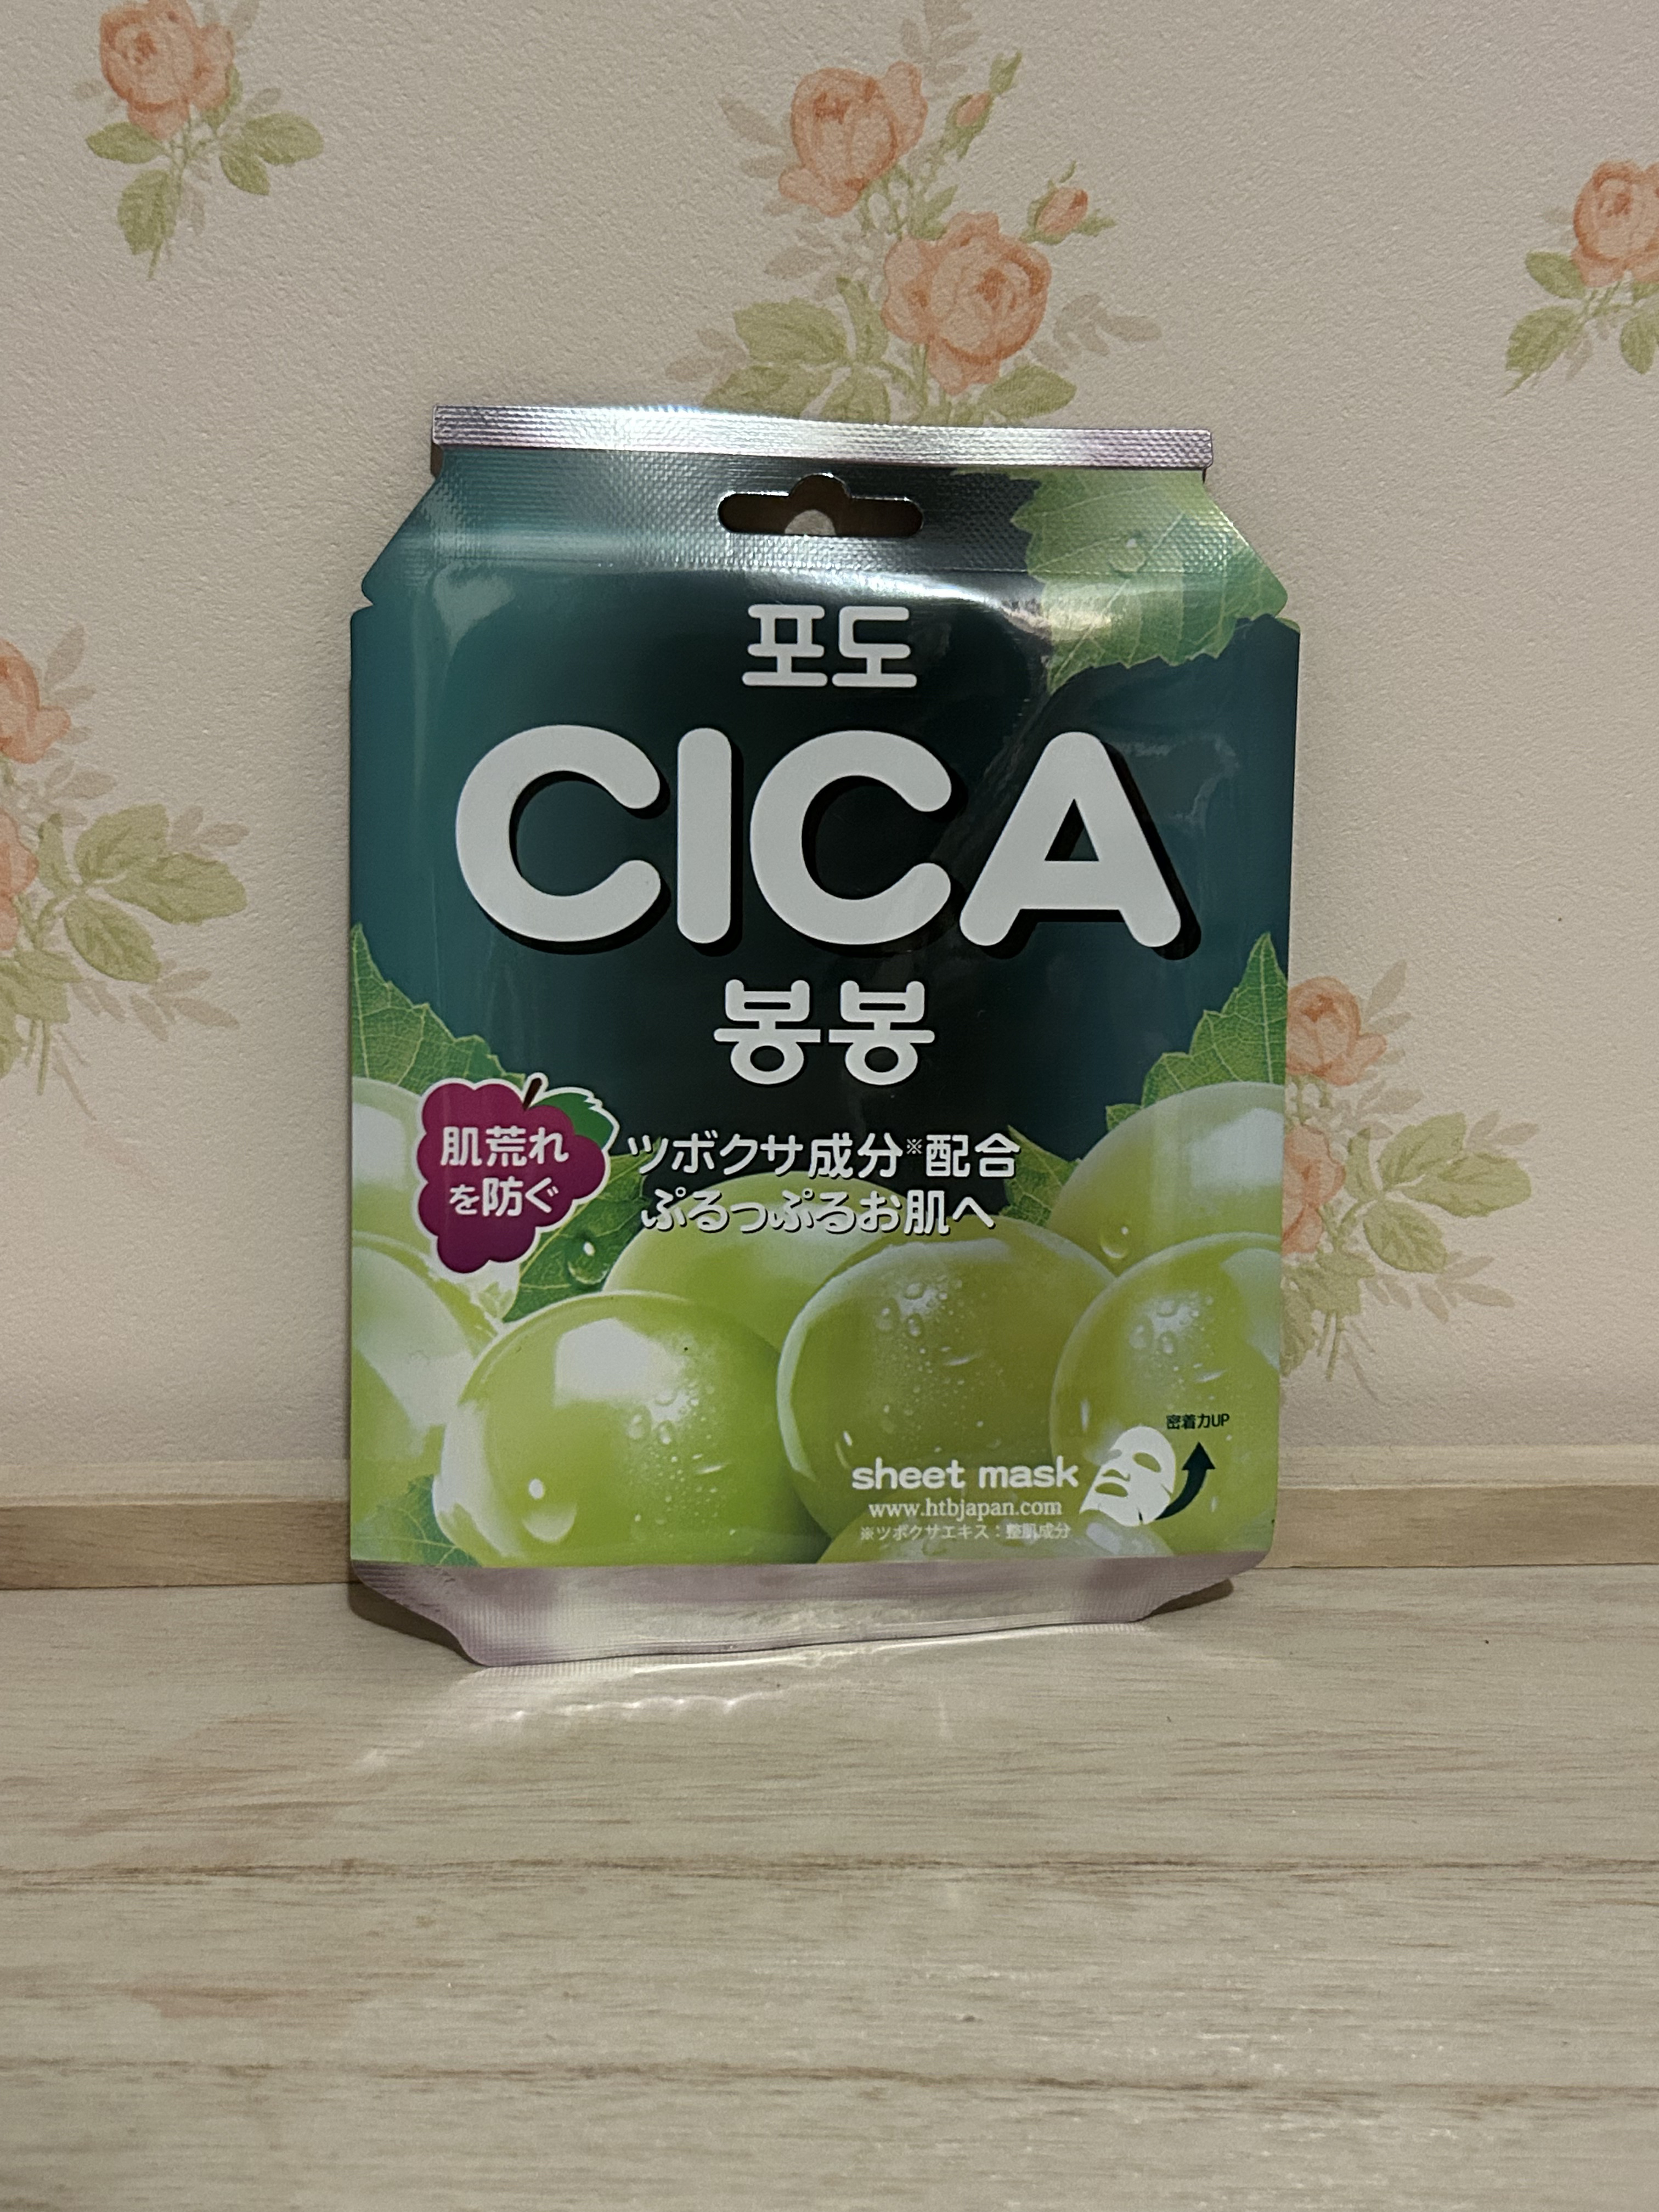 포도
CICA
봉봉
肌荒れ
を防ぐ
ツボクサ成分※配合
ぷるっぷるお肌へ
密着力UP
sheet mask
www.htbjapan.com
※ツボクサエキス：整肌成分